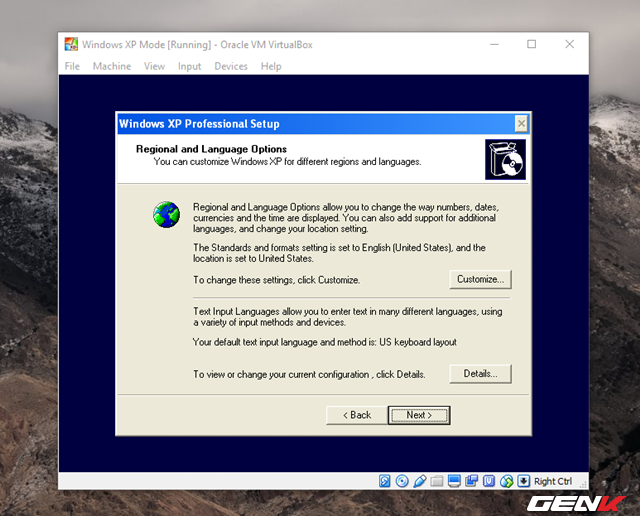 Windows XP Mode [Running] - Oracle VM VirtualBox
File Machine View Input Devices Help
Windows XP Professional Setup
Regional and Language Options
You can customize Windows XP for different regions and languages.
Regional and Language Options allow you to change the way numbers, dates,
currencies and the time are displayed. You can also add support for additional
languages, and change your location setting.
The Standards and formats setting is set to English (United States), and the
location is set to United States.
To change these settings, click Customize.
Customize...
Text Input Languages allow you to enter text in many different languages, using
a variety of input methods and devices.
Your default text input language and method is: US keyboard layout
To view or change your current configuration , click Details.
Details...
< Back
Next >
Right Ctrl
GENK